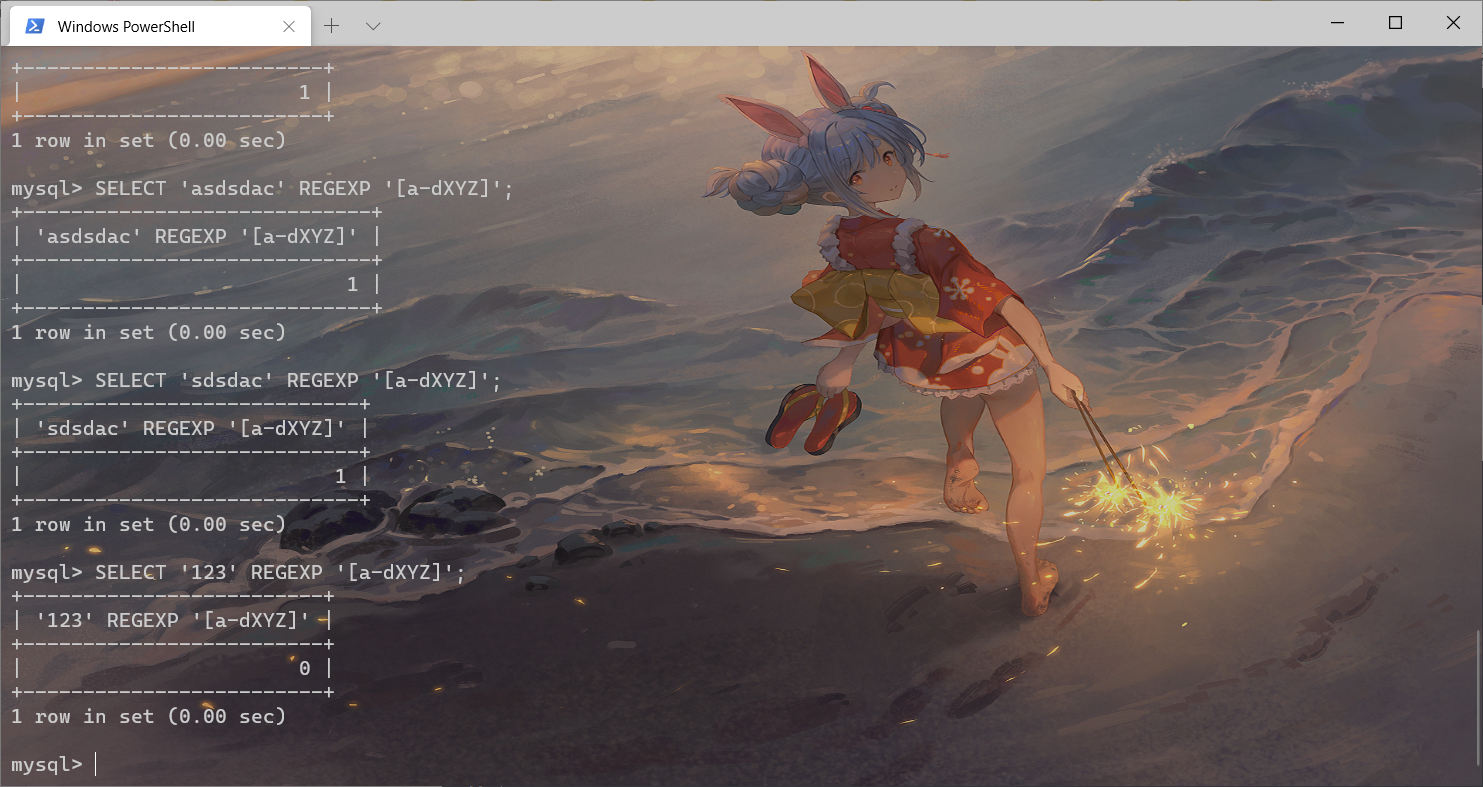 Windows PowerShell
+-------------------------+
|                       1 |
+-------------------------+
1 row in set (0.00 sec)
mysql> SELECT 'asdsdac' REGEXP '[a-dXYZ]';
+-----------------------------+
| 'asdsdac' REGEXP '[a-dXYZ]' |
+-----------------------------+
|                           1 |
+-----------------------------+
1 row in set (0.00 sec)
mysql> SELECT 'sdsdac' REGEXP '[a-dXYZ]';
+----------------------------+
| 'sdsdac' REGEXP '[a-dXYZ]' |
+----------------------------+
|                          1 |
+----------------------------+
1 row in set (0.00 sec)
mysql> SELECT '123' REGEXP '[a-dXYZ]';
+-------------------------+
| '123' REGEXP '[a-dXYZ]' |
+-------------------------+
|                       0 |
+-------------------------+
1 row in set (0.00 sec)
mysql>